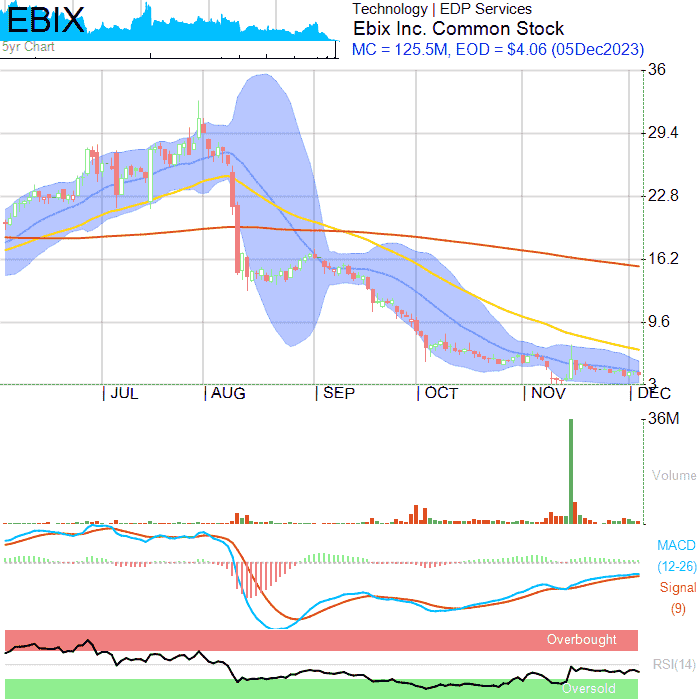 EBIX
Technology | EDP Services
Ebix Inc. Common Stock
5yr Chart
MC = 125.5M, EOD = $4.06 (05Dec2023)
36
29.4
22.8
16.2
9.6
3
JUL AUG SEP OCT NOV DEC
36M
Volume
MACD
(12-26)
Signal
(9)
Overbought
RSI(14)
Oversold